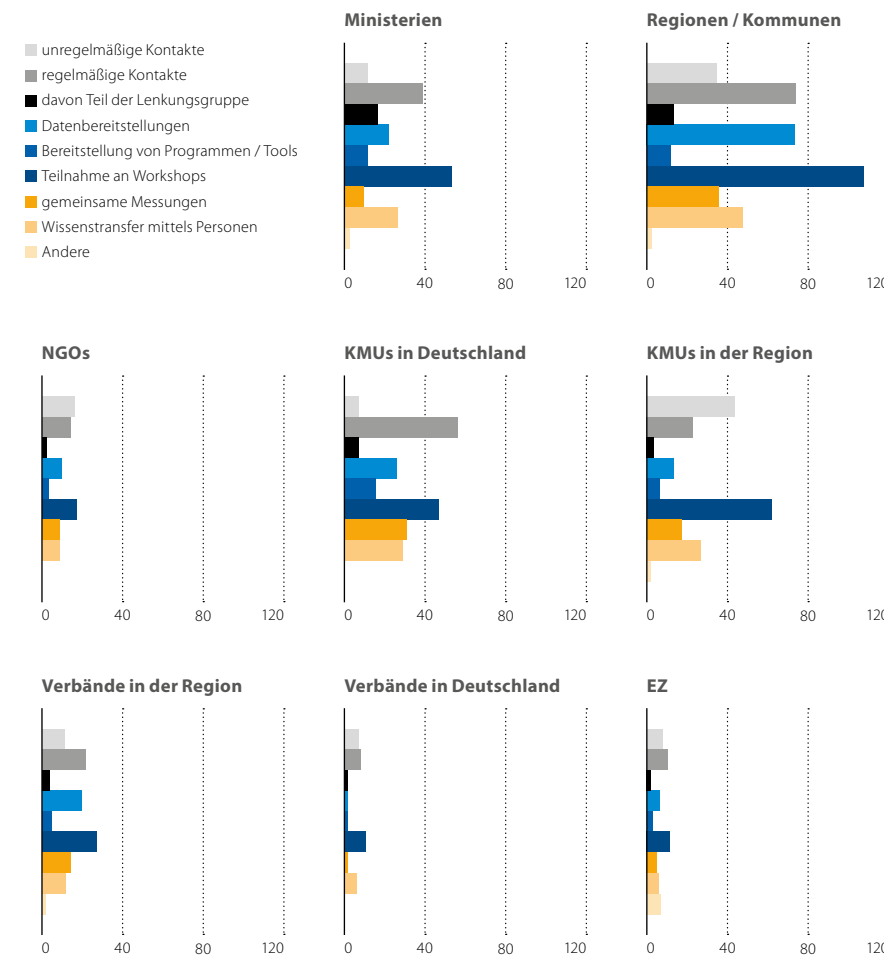 Ministerien
Regionen / Kommunen
unregelmäßige Kontakte
regelmäßige Kontakte
davon Teil der Lenkungsgruppe
Datenbereitstellungen
Bereitstellung von Programmen / Tools
Teilnahme an Workshops
gemeinsame Messungen
Wissenstransfer mittels Personen
Andere
0 40 80 120
0 40 80 120
NGOs
KMUs in Deutschland
KMUs in der Region
0 40 80 120
0 40 80 120
0 40 80 120
Verbände in der Region
Verbände in Deutschland
EZ
0 40 80 120
0 40 80 120
0 40 80 120